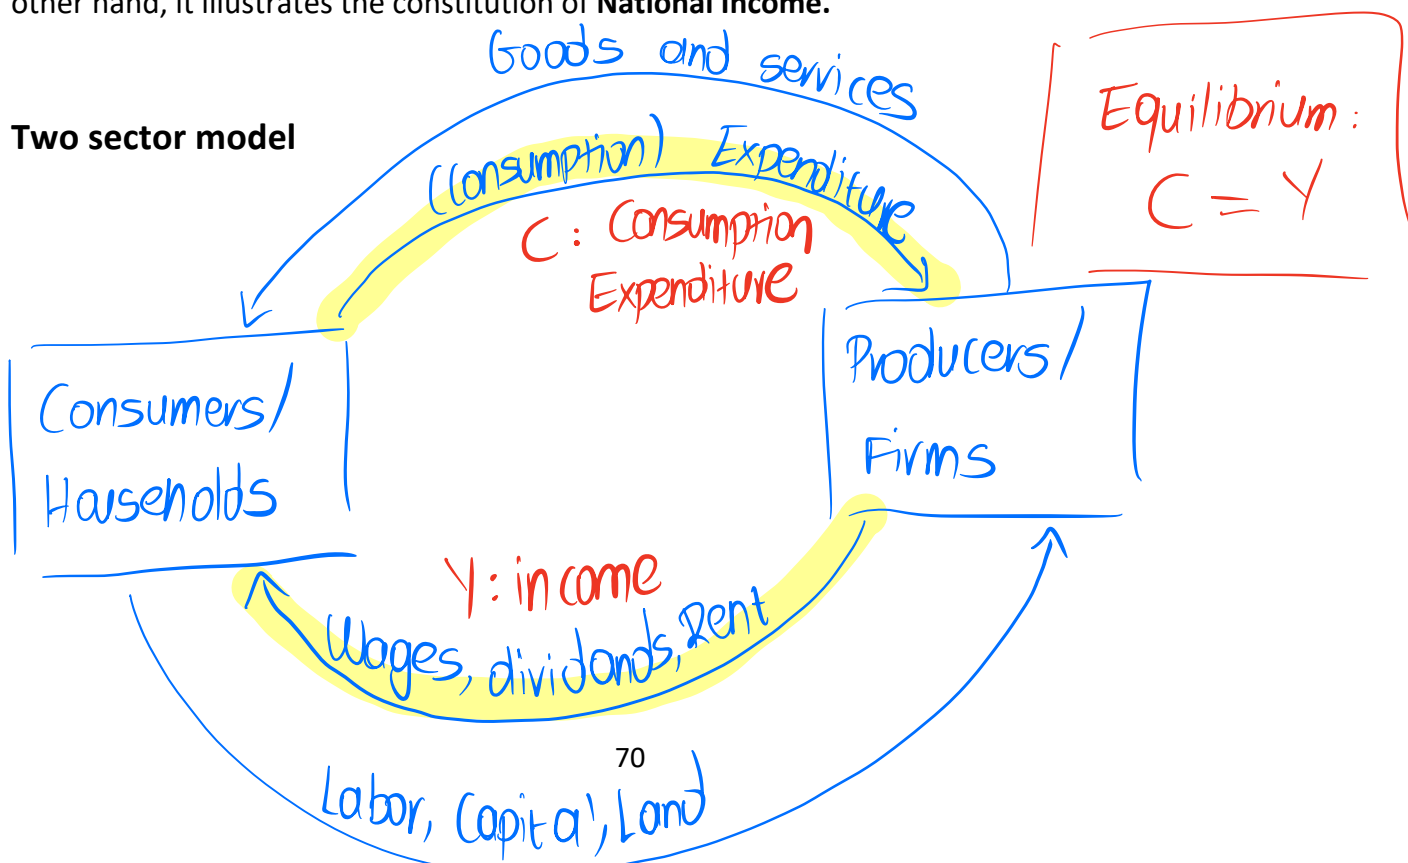 other hand, it illustrates the constitution of National Income.
Goods and services
Two sector model
(Consumption) Expenditure
C : Consumption
Expenditure
Equilibrium :
C = Y
Consumers/
Households
Producers/
Firms
Y : income
Wages, dividands, Rent
70
Labor, Capital, Land